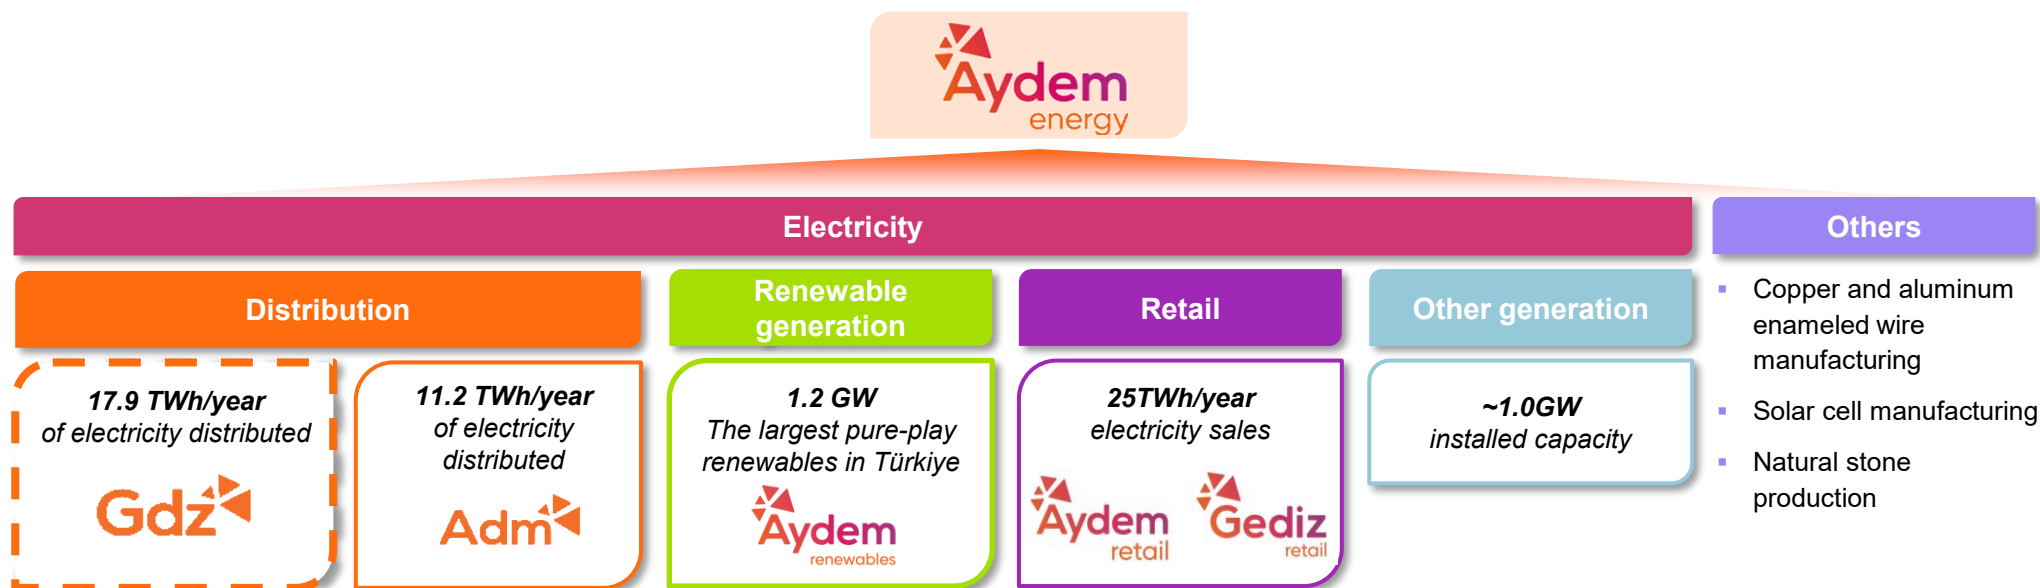 Aydem
energy
Electricity
Others
Distribution
Renewable
generation
Retail
Other generation
17.9 TWh/year
of electricity distributed
Gdz
11.2 TWh/year
of electricity
distributed
Adm
1.2 GW
The largest pure-play
renewables in Türkiye
Aydem
renewables
25TWh/year
electricity sales
Aydem
retail
Gediz
retail
~1.0GW
installed capacity
▪ Copper and aluminum
enameled wire
manufacturing
▪ Solar cell manufacturing
▪ Natural stone
production